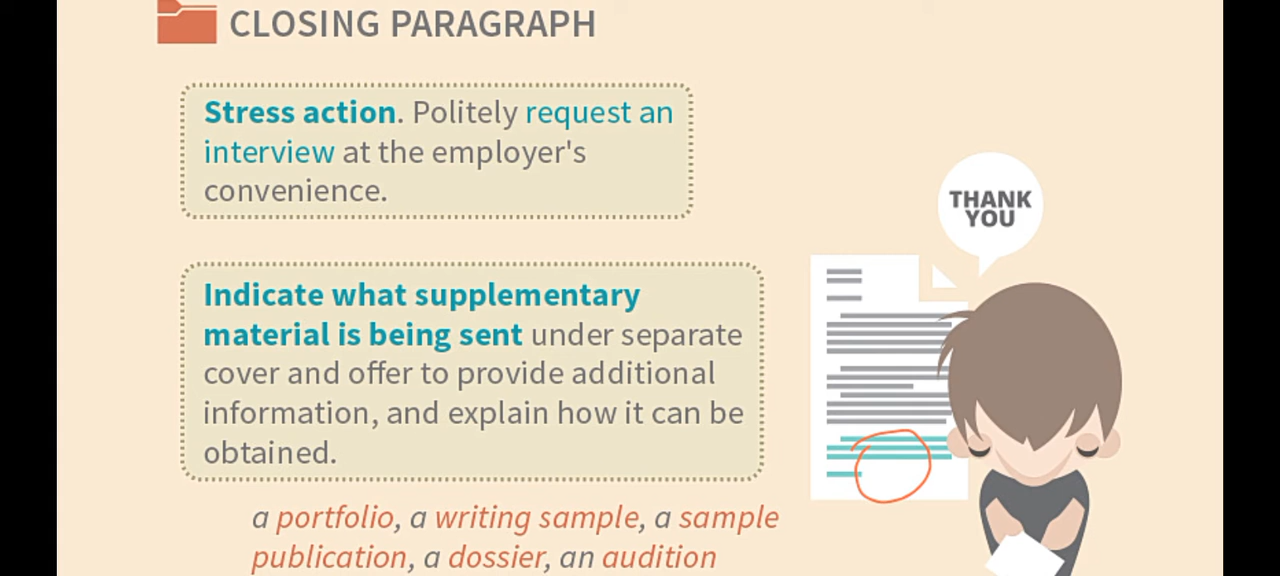 CLOSING PARAGRAPH
Stress action. Politely request an
interview at the employer's
convenience.
THANK
YOU
Indicate what supplementary
material is being sent under separate
cover and offer to provide additional
information, and explain how it can be
obtained.
a portfolio, a writing sample, a sample
publication, a dossier, an audition